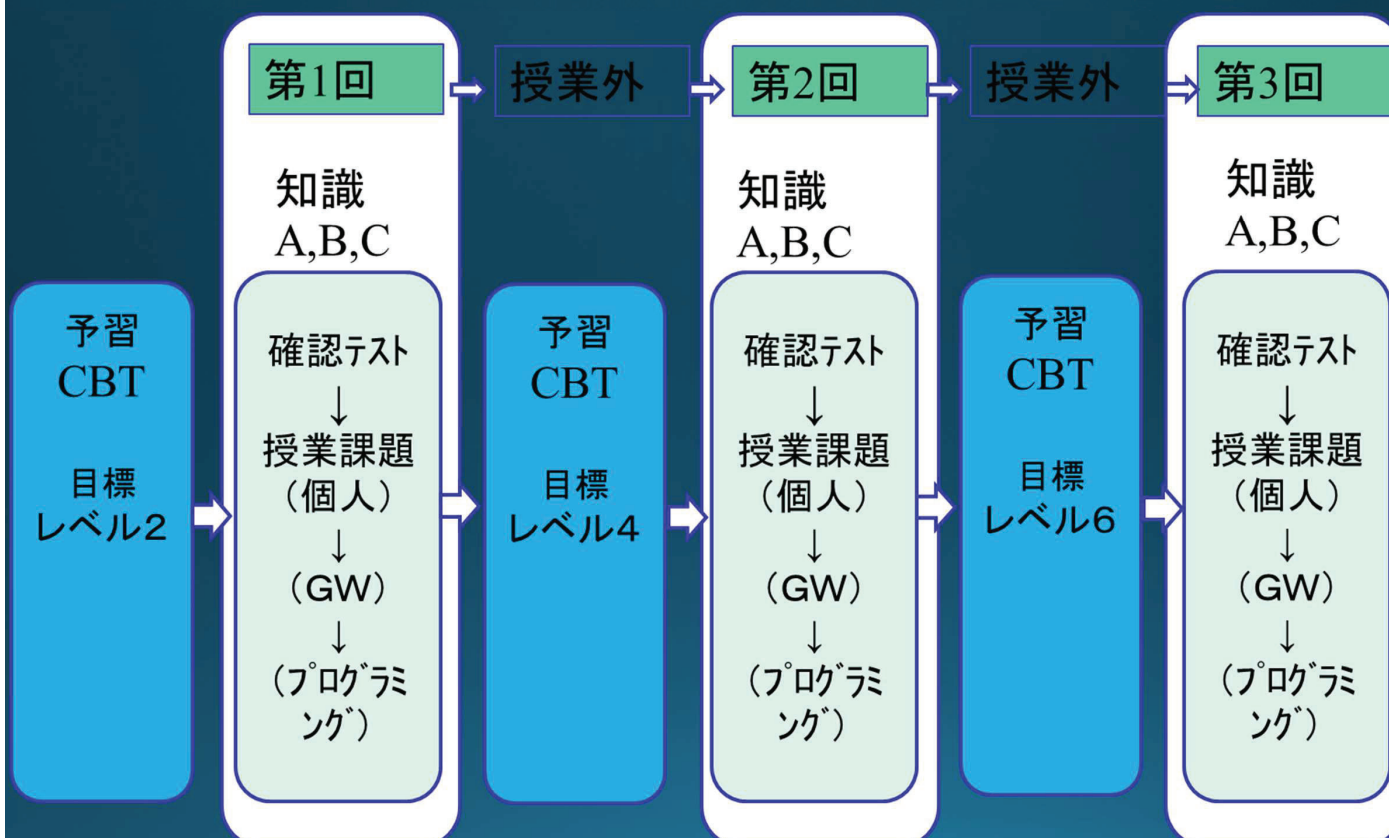 第1回
授業外
第2回
授業外
第3回
知識
A,B,C
知識
A,B,C
知識
A,B,C
予習
CBT
目標
レベル2
確認テスト
↓
授業課題
(個人)
↓
(GW)
↓
(プログラミ
ング)
予習
CBT
目標
レベル4
確認テスト
↓
授業課題
(個人)
↓
(GW)
↓
(プログラミ
ング)
予習
CBT
目標
レベル6
確認テスト
↓
授業課題
(個人)
↓
(GW)
↓
(プログラミ
ング)